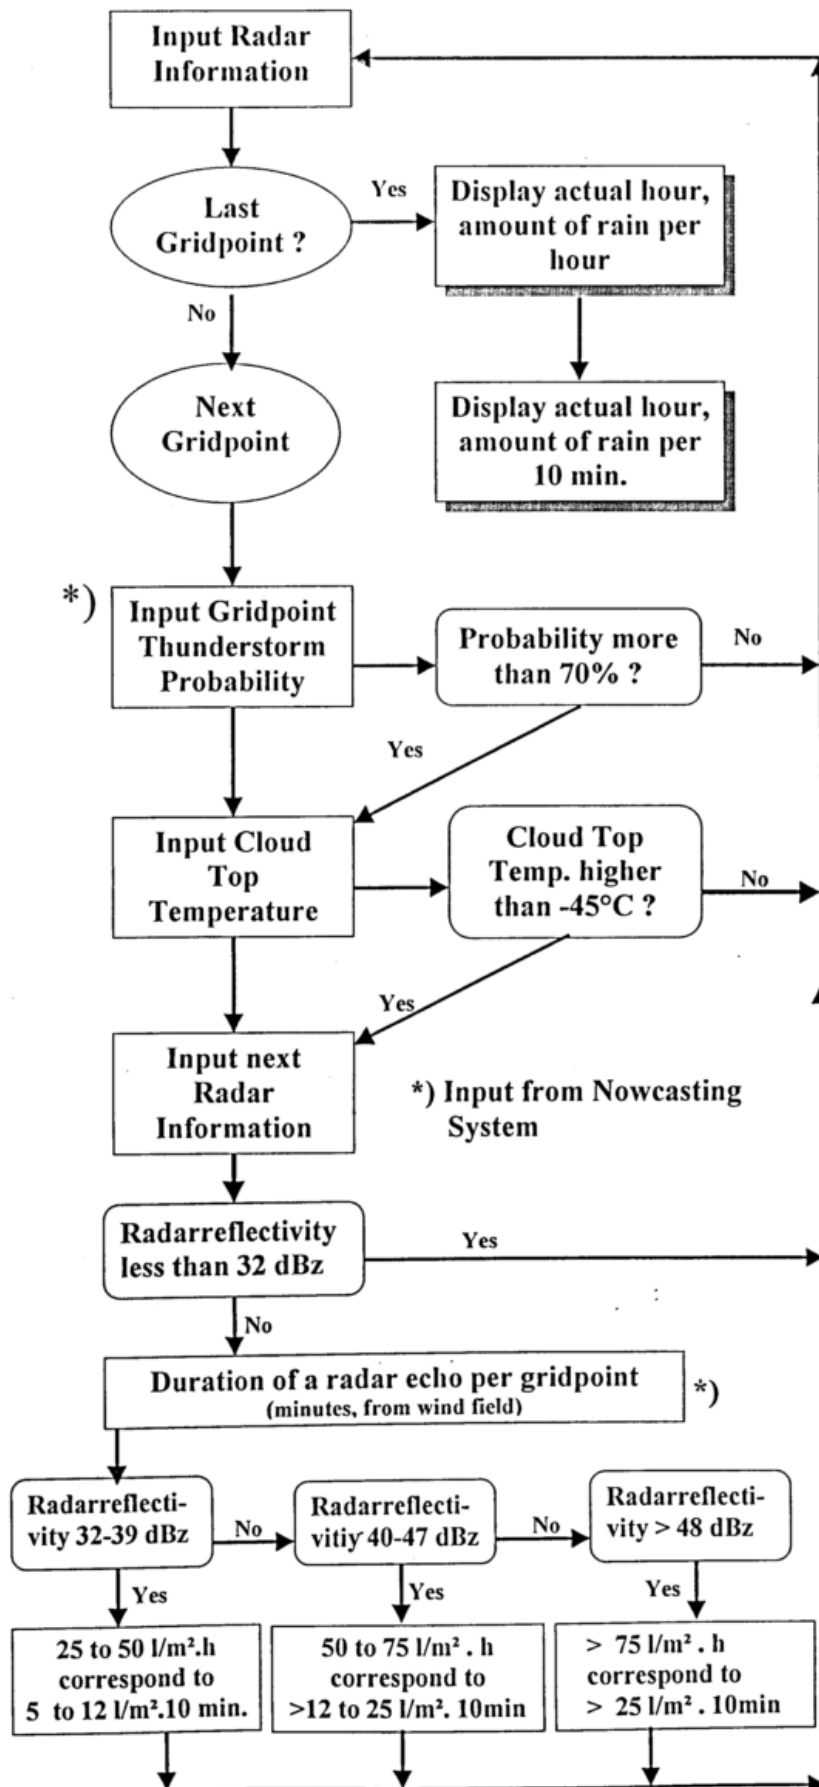 Input Radar
Information
Last
Gridpoint ?
Yes
Display actual hour,
amount of rain per
hour
No
Next
Gridpoint
Display actual hour,
amount of rain per
10 min.
*)
Input Gridpoint
Thunderstorm
Probability
Probability more
than 70% ?
No
Yes
Input Cloud
Top
Temperature
Cloud Top
Temp. higher
than -45°C ?
No
Yes
Input next
Radar
Information
*) Input from Nowcasting
System
Radarreflectivity
less than 32 dBz
Yes
No
Duration of a radar echo per gridpoint
(minutes, from wind field)
*)
Radarreflecti-
vity 32-39 dBz
No
Radarreflecti-
vitiy 40-47 dBz
No
Radarreflecti-
vity > 48 dBz
Yes
Yes
Yes
25 to 50 l/m².h
correspond to
5 to 12 l/m².10 min.
50 to 75 l/m² . h
correspond to
>12 to 25 l/m². 10min
> 75 l/m² . h
correspond to
> 25 l/m² . 10min